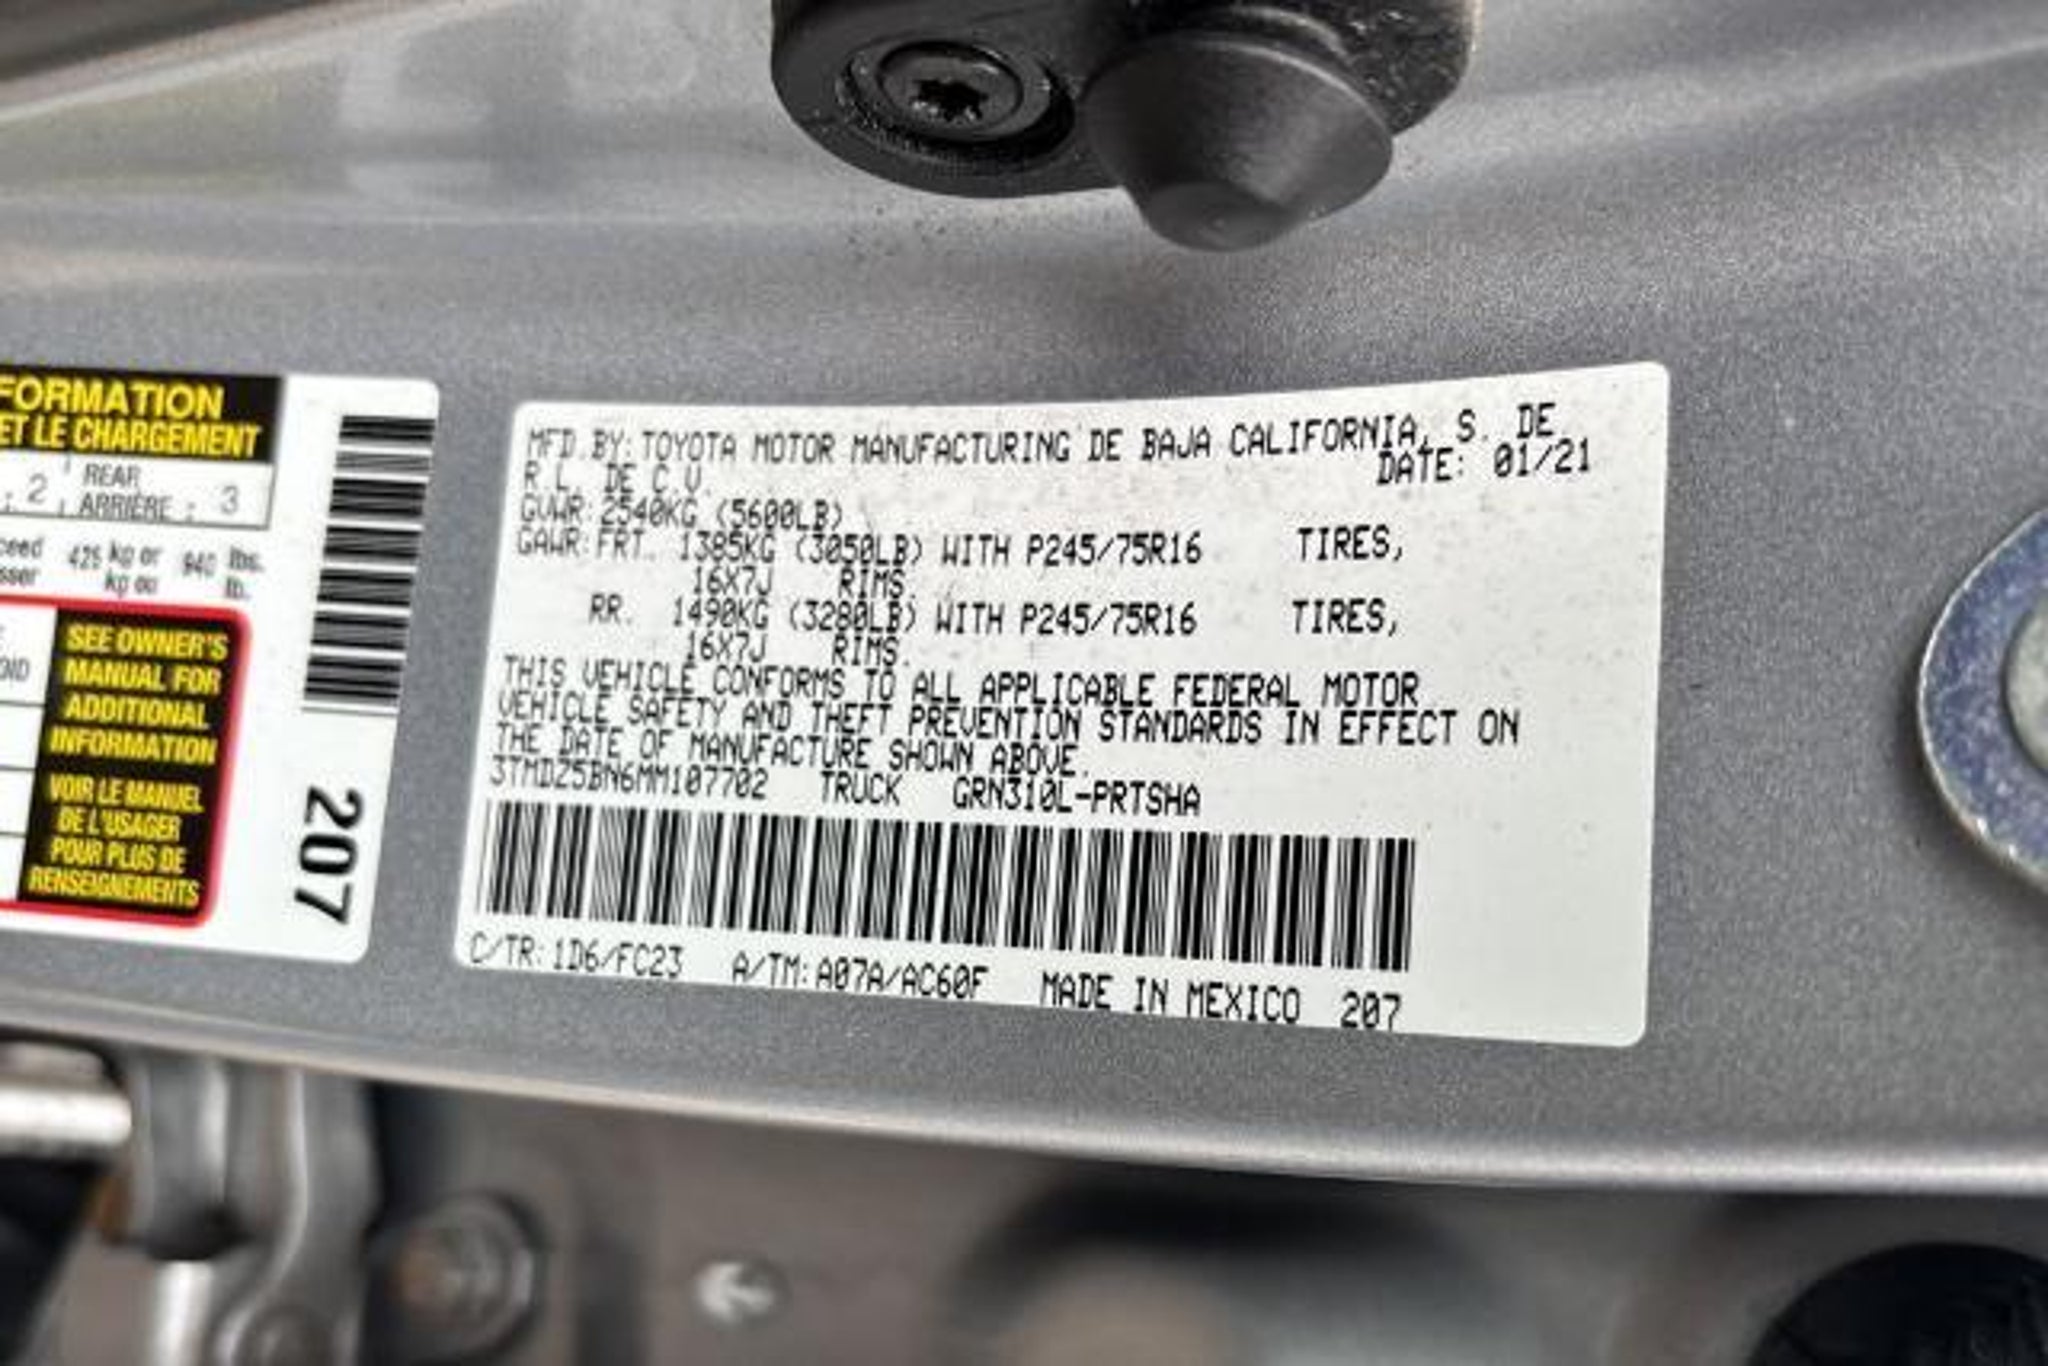 FORMATION
ET LE CHARGEMENT
2 REAR
ARRIÈRE : 3
425 kg or 940 lbs.
kg ou lb.
SEE OWNER'S
MANUAL FOR
ADDITIONAL
INFORMATION
VOIR LE MANUEL
DE L'USAGER
POUR PLUS DE
RENSEIGNEMENTS
207
MFD.BY:TOYOTA MOTOR MANUFACTURING DE BAJA CALIFORNIA, S. DE
R.L. DE C.V. DATE: 01/21
GVWR:2540KG (5600LB)
GAWR:FRT. 1385KG (3050LB) WITH P245/75R16 TIRES,
16X7J RIMS.
RR. 1490KG (3280LB) WITH P245/75R16 TIRES,
16X7J RIMS.
THIS VEHICLE CONFORMS TO ALL APPLICABLE FEDERAL MOTOR
VEHICLE SAFETY AND THEFT PREVENTION STANDARDS IN EFFECT ON
THE DATE OF MANUFACTURE SHOWN ABOVE.
3TMDZ5BN6MM107702 TRUCK GRN310L-PRTSHA
C/TR:1D6/FC23 A/TM:A07A/AC60F MADE IN MEXICO 207